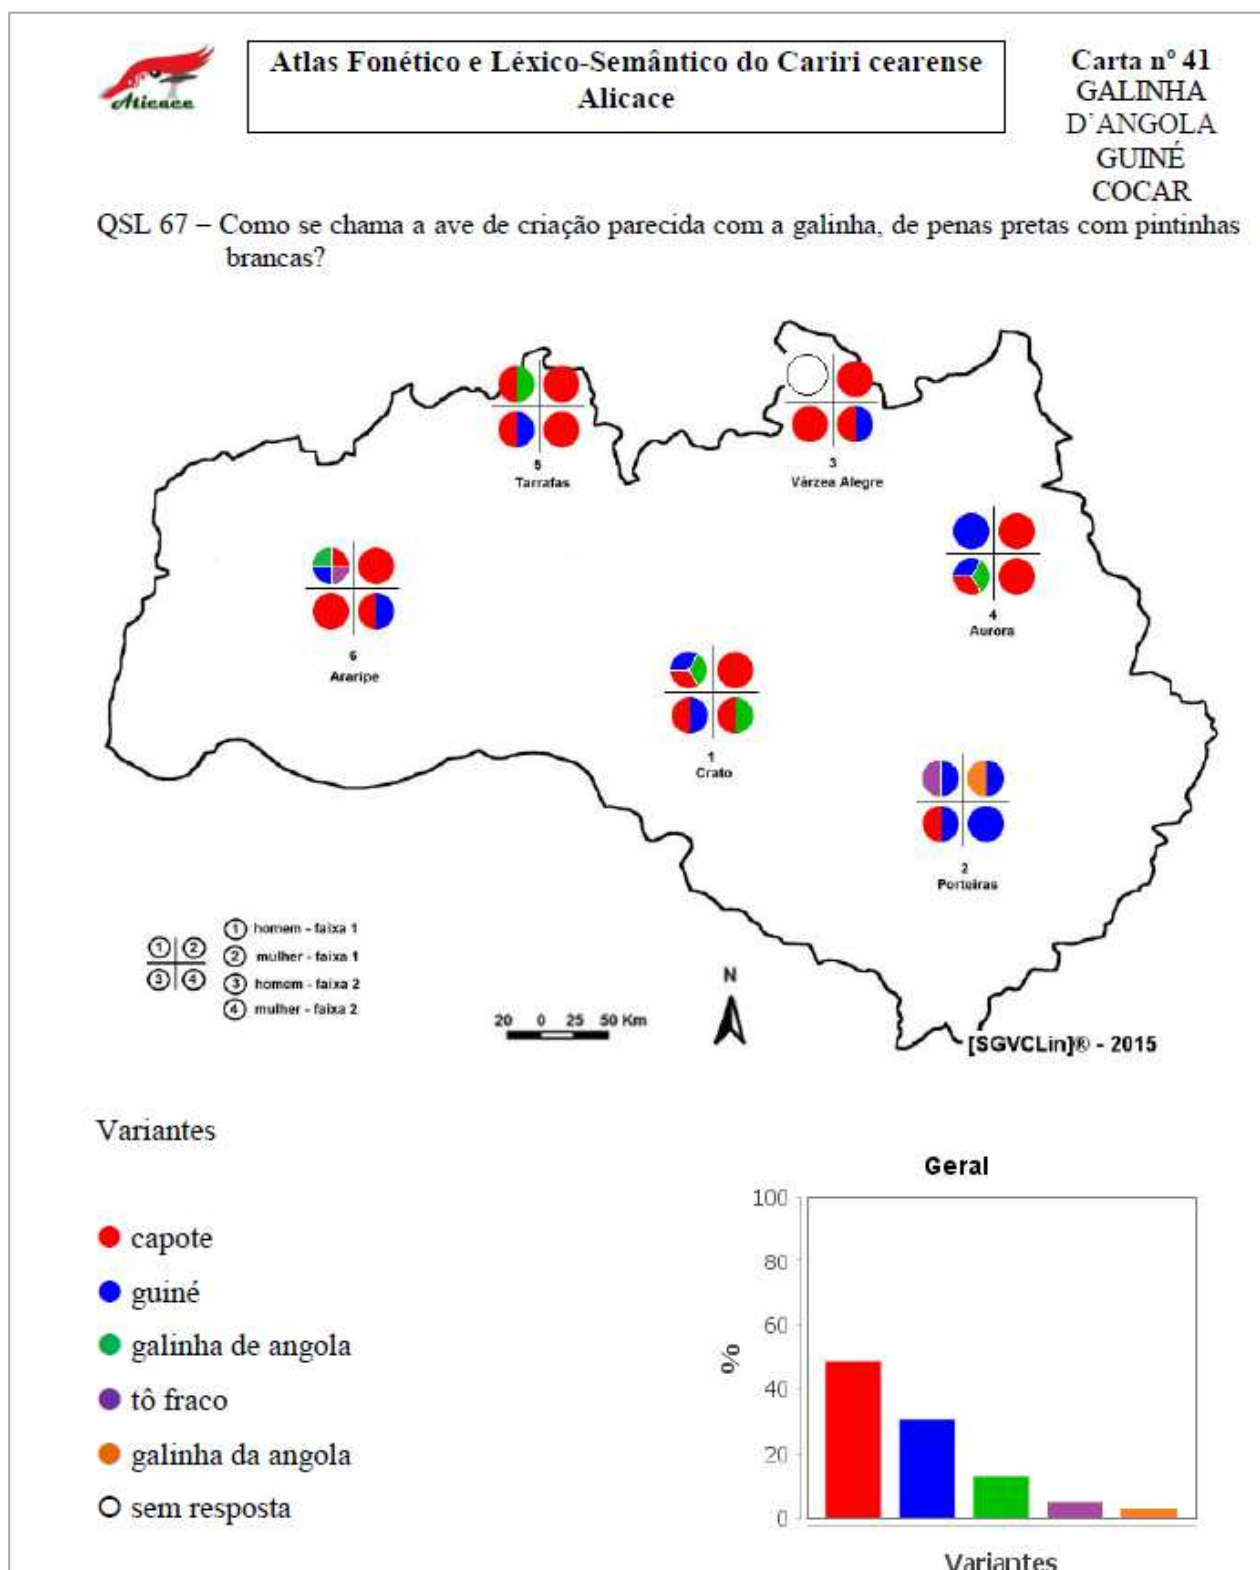 Alicace
Atlas Fonético e Léxico-Semântico do Cariri cearense
Alicace
Carta nº 41
GALINHA
D'ANGOLA
GUINÉ
COCAR
QSL 67 – Como se chama a ave de criação parecida com a galinha, de penas pretas com pintinhas
brancas?
5
Tarrafas
3
Várzea Alegre
4
Aurora
6
Araripe
1
Crato
2
Porteiras
1 2
3 4
1 homem - faixa 1
2 mulher - faixa 1
3 homem - faixa 2
4 mulher - faixa 2
N
20 0 25 50 Km
[SGVCLin]® - 2015
Variantes
capote
guiné
galinha de angola
tô fraco
galinha da angola
sem resposta
Geral
100
80
60
40
20
0
%
Variantes